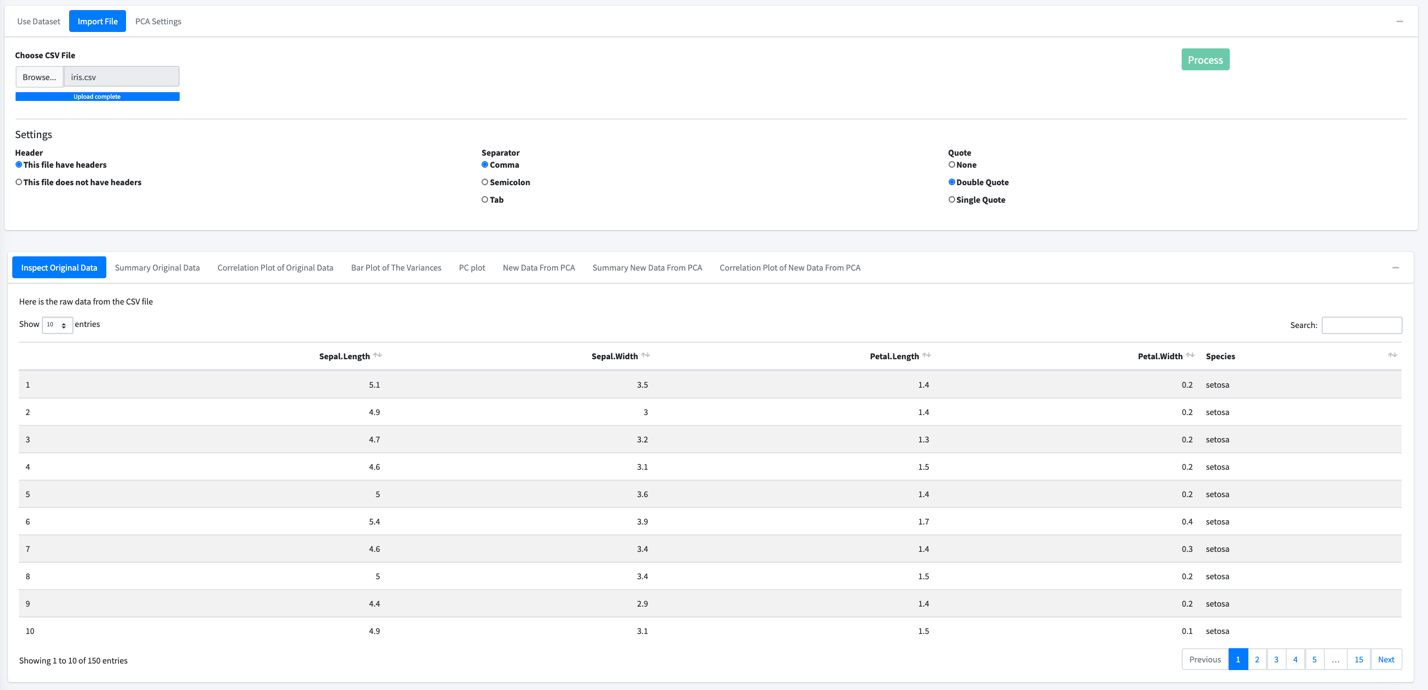 Use Dataset Import File PCA Settings
Choose CSV File
Process
Browse... iris.csv
Upload complete
Settings
Header Separator Quote
This file have headers Comma None
This file does not have headers Semicolon Double Quote
Tab Single Quote
Inspect Original Data Summary Original Data Correlation Plot of Original Data Bar Plot of The Variances PC plot New Data From PCA Summary New Data From PCA Correlation Plot of New Data From PCA
Here is the raw data from the CSV file
Show 10 entries Search:
Sepal.Length Sepal.Width Petal.Length Petal.Width Species
1 5.1 3.5 1.4 0.2 setosa
2 4.9 3 1.4 0.2 setosa
3 4.7 3.2 1.3 0.2 setosa
4 4.6 3.1 1.5 0.2 setosa
5 5 3.6 1.4 0.2 setosa
6 5.4 3.9 1.7 0.4 setosa
7 4.6 3.4 1.4 0.3 setosa
8 5 3.4 1.5 0.2 setosa
9 4.4 2.9 1.4 0.2 setosa
10 4.9 3.1 1.5 0.1 setosa
Showing 1 to 10 of 150 entries Previous 1 2 3 4 5 … 15 Next